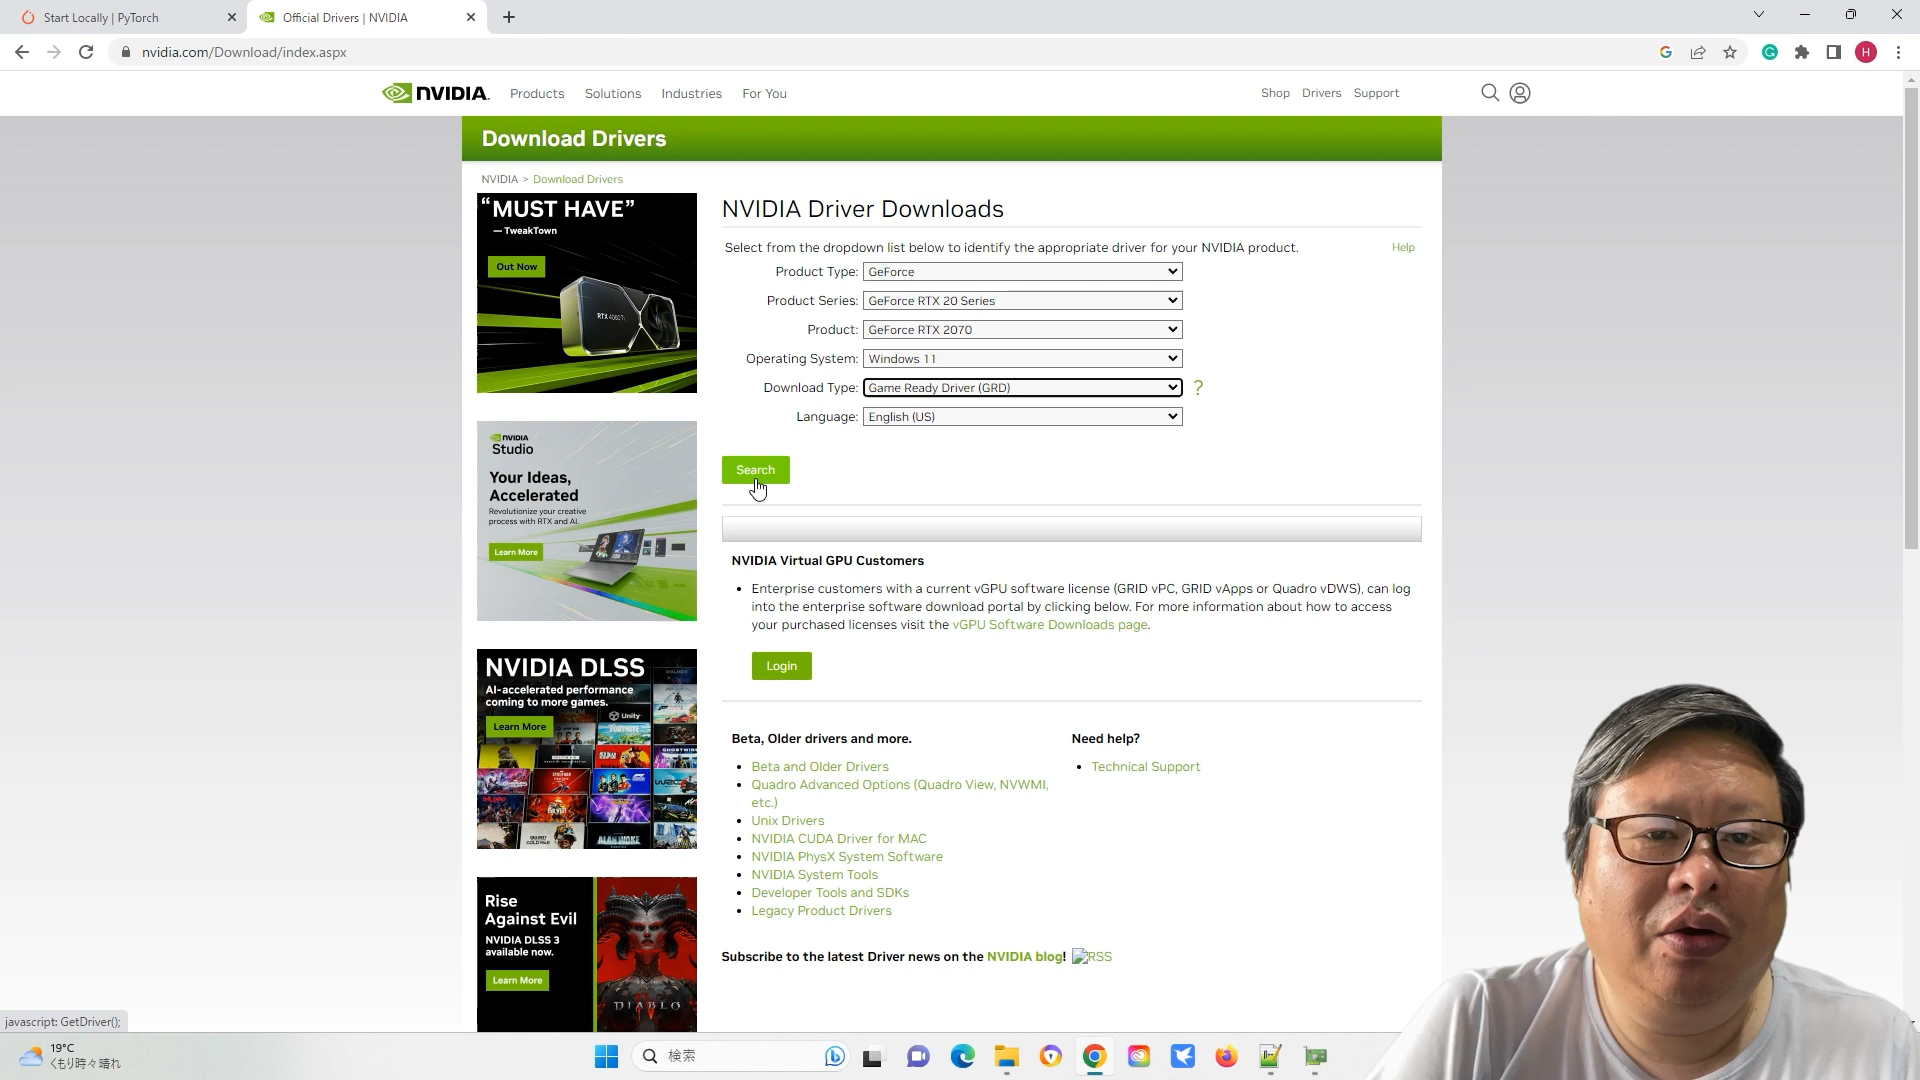 Start Locally | PyTorch
Official Drivers | NVIDIA
nvidia.com/Download/index.aspx
H
NVIDIA.
Products
Solutions
Industries
For You
Shop
Drivers
Support
Download Drivers
NVIDIA > Download Drivers
“MUST HAVE”
— TweakTown
Out Now
NVIDIA Driver Downloads
Select from the dropdown list below to identify the appropriate driver for your NVIDIA product.
Help
Product Type: GeForce
Product Series: GeForce RTX 20 Series
Product: GeForce RTX 2070
Operating System: Windows 11
Download Type: Game Ready Driver (GRD)
?
Language: English (US)
Search
NVIDIA
Studio
Your Ideas,
Accelerated
Revolutionize your creative
process with RTX and AI.
Learn More
NVIDIA Virtual GPU Customers
Enterprise customers with a current vGPU software license (GRID vPC, GRID vApps or Quadro vDWS), can log
into the enterprise software download portal by clicking below. For more information about how to access
your purchased licenses visit the vGPU Software Downloads page.
Login
NVIDIA DLSS
AI-accelerated performance
coming to more games.
Learn More
Unity
FORTNITE
ALAN WAKE
Beta, Older drivers and more.
Beta and Older Drivers
Quadro Advanced Options (Quadro View, NVWMI,
etc.)
Unix Drivers
NVIDIA CUDA Driver for MAC
NVIDIA PhysX System Software
NVIDIA System Tools
Developer Tools and SDKs
Legacy Product Drivers
Need help?
Technical Support
Rise
Against Evil
NVIDIA DLSS 3
available now.
Learn More
DIABLO
Subscribe to the latest Driver news on the NVIDIA blog! RSS
javascript: GetDriver();
19°C
くもり時々晴れ
検索